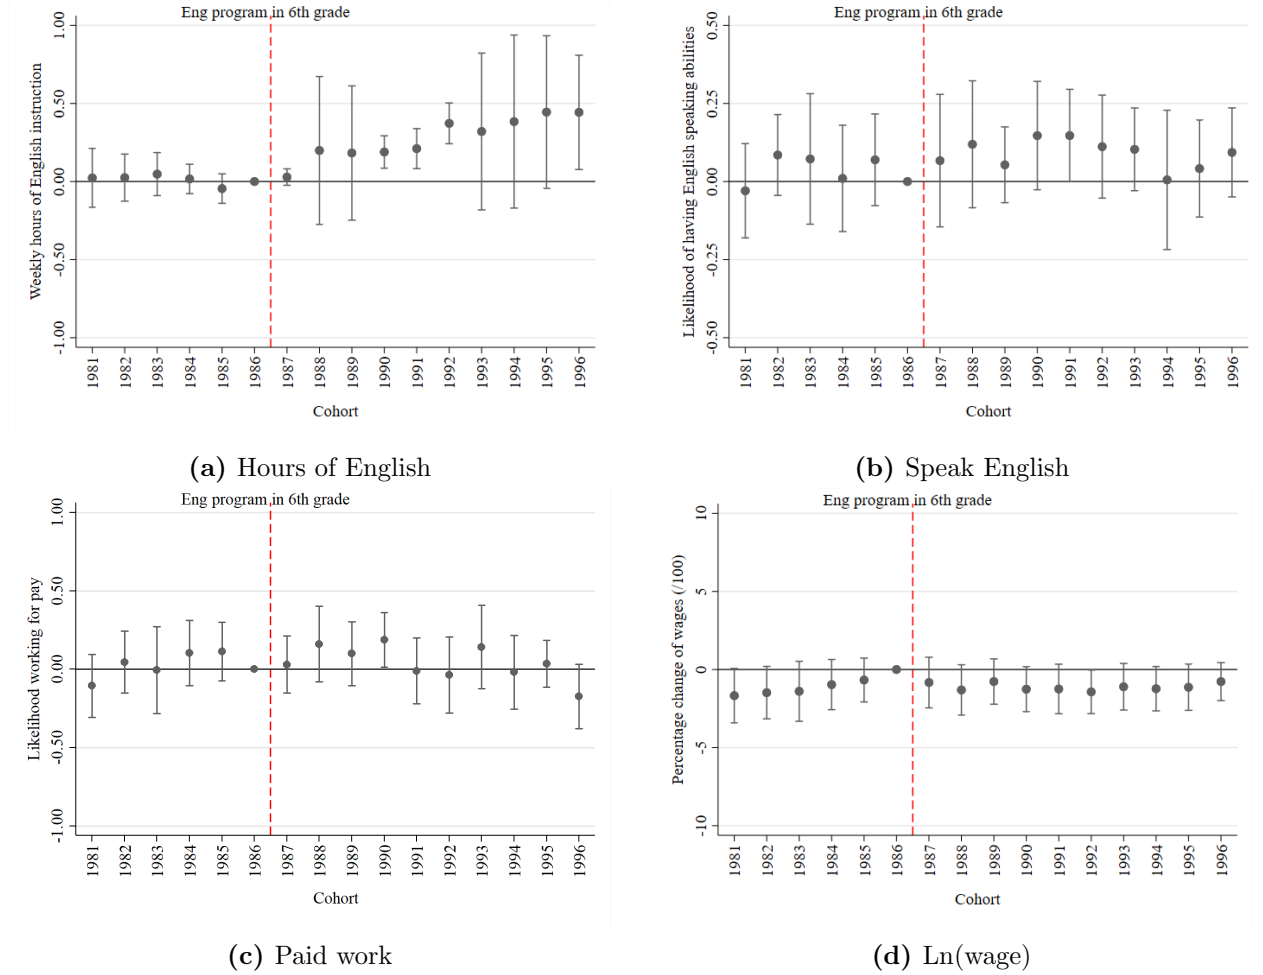 Eng program in 6th grade
Weekly hours of English instruction
1.00
0.50
0.00
-0.50
-1.00
1981 1982 1983 1984 1985 1986 1987 1988 1989 1990 1991 1992 1993 1994 1995 1996
Cohort
(a) Hours of English
Eng program in 6th grade
Likelihood of having English speaking abilities
0.50
0.25
0.00
-0.25
-0.50
1981 1982 1983 1984 1985 1986 1987 1988 1989 1990 1991 1992 1993 1994 1995 1996
Cohort
(b) Speak English
Eng program in 6th grade
Likelihood working for pay
1.00
0.50
0.00
-0.50
-1.00
1981 1982 1983 1984 1985 1986 1987 1988 1989 1990 1991 1992 1993 1994 1995 1996
Cohort
(c) Paid work
Eng program in 6th grade
Percentage change of wages (/100)
10
5
0
-5
-10
1981 1982 1983 1984 1985 1986 1987 1988 1989 1990 1991 1992 1993 1994 1995 1996
Cohort
(d) Ln(wage)